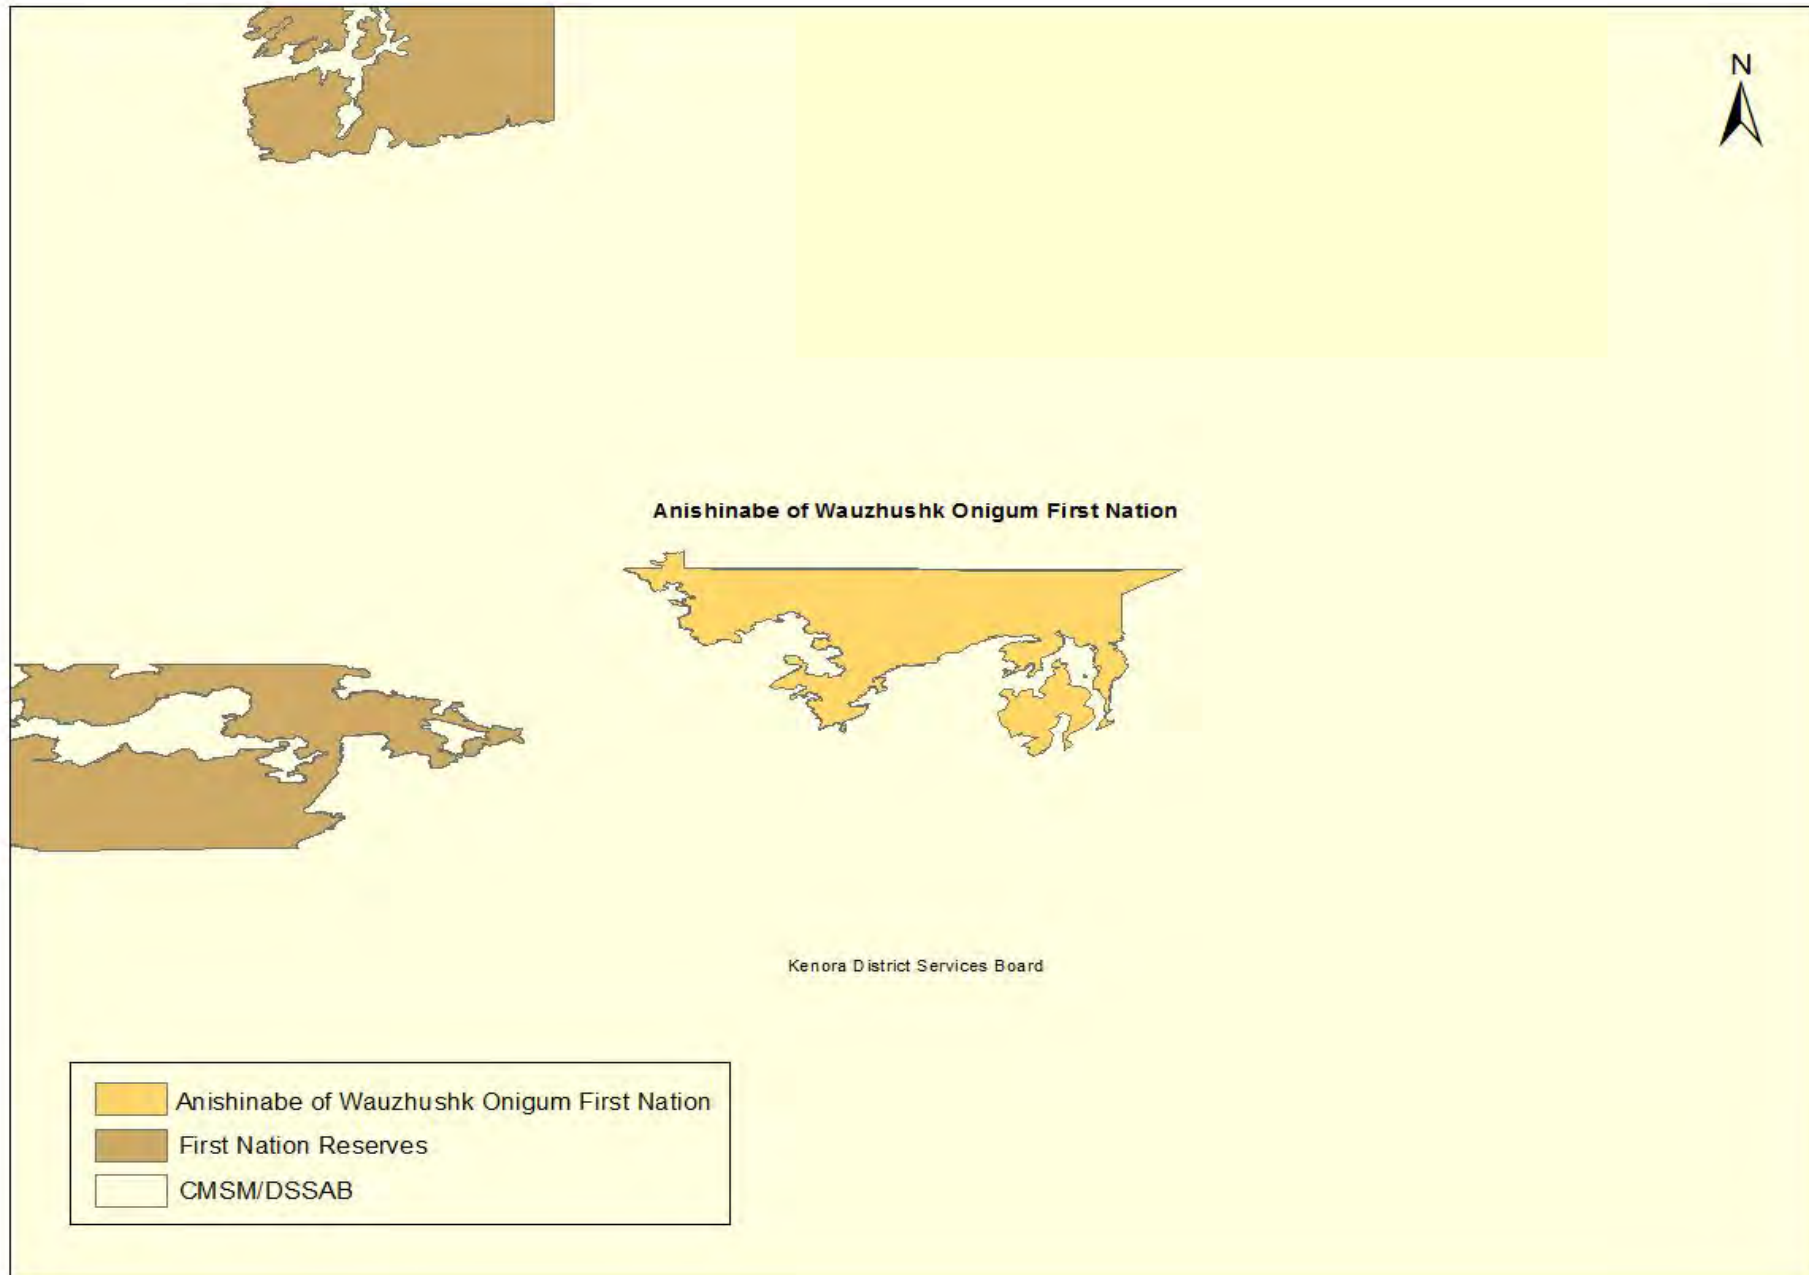 N
Anishinabe of Wauzhushk Onigum First Nation
Kenora District Services Board
Anishinabe of Wauzhushk Onigum First Nation
First Nation Reserves
CMSM/DSSAB